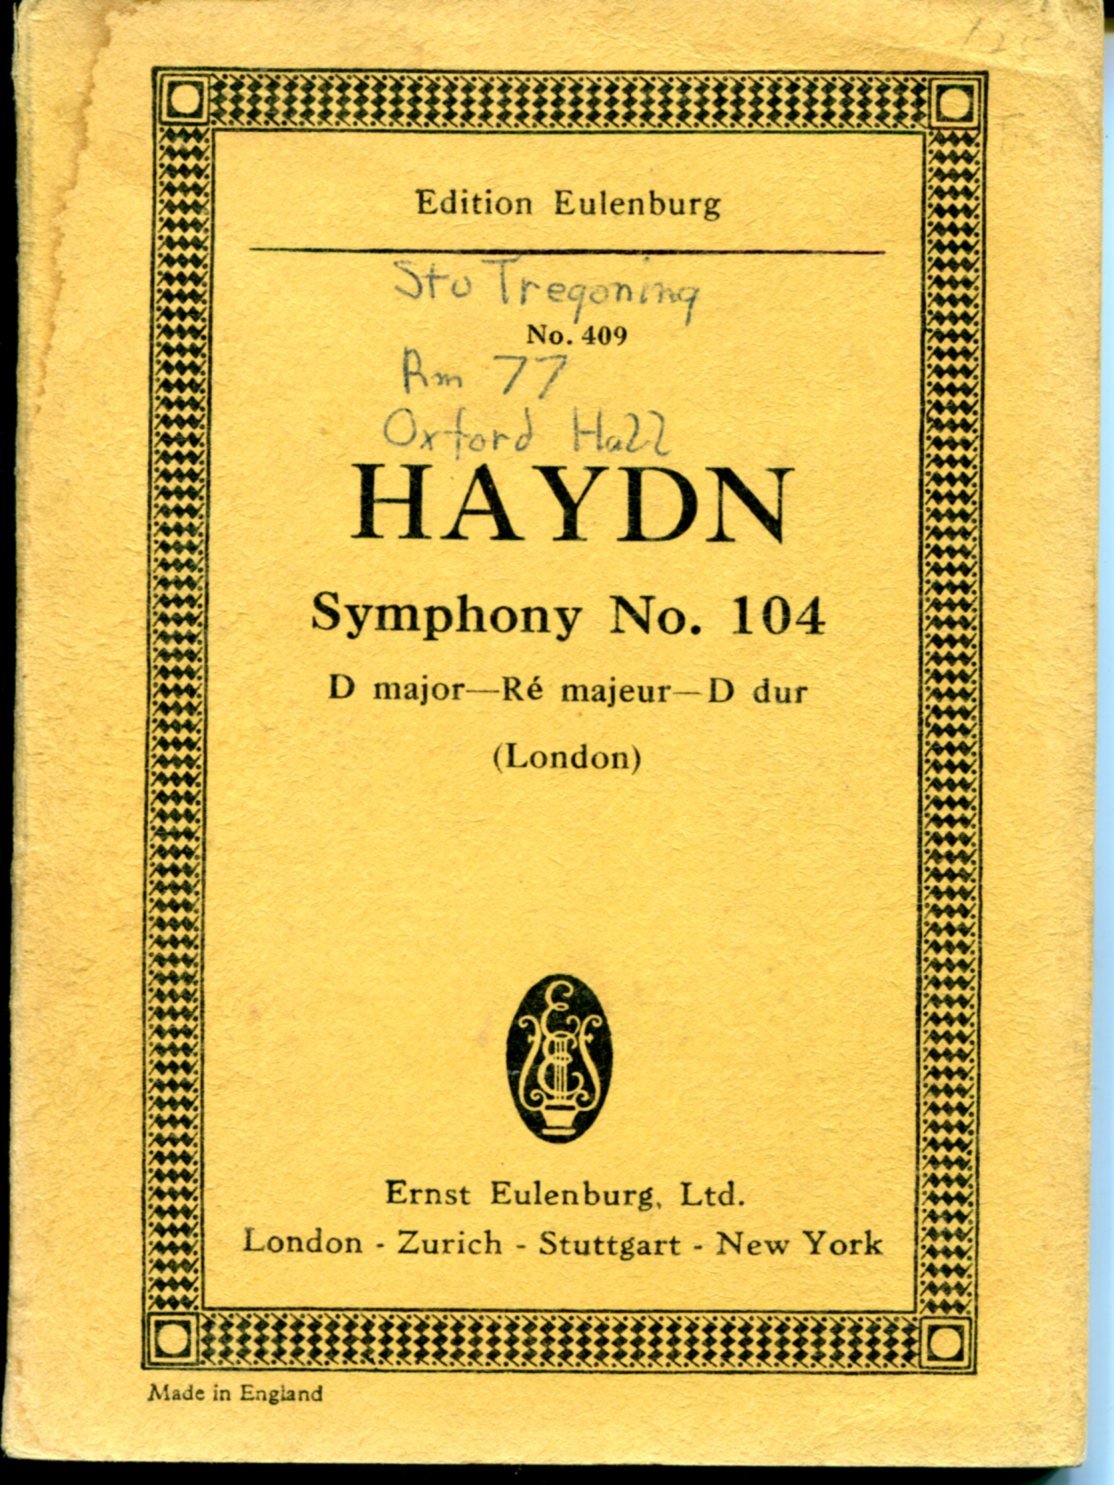 Edition Eulenburg
Stu Tregoning
No. 409
Rm 77
Oxford Hall
HAYDN
Symphony No. 104
D major—Ré majeur—D dur
(London)
Ernst Eulenburg, Ltd.
London - Zurich - Stuttgart - New York
Made in England